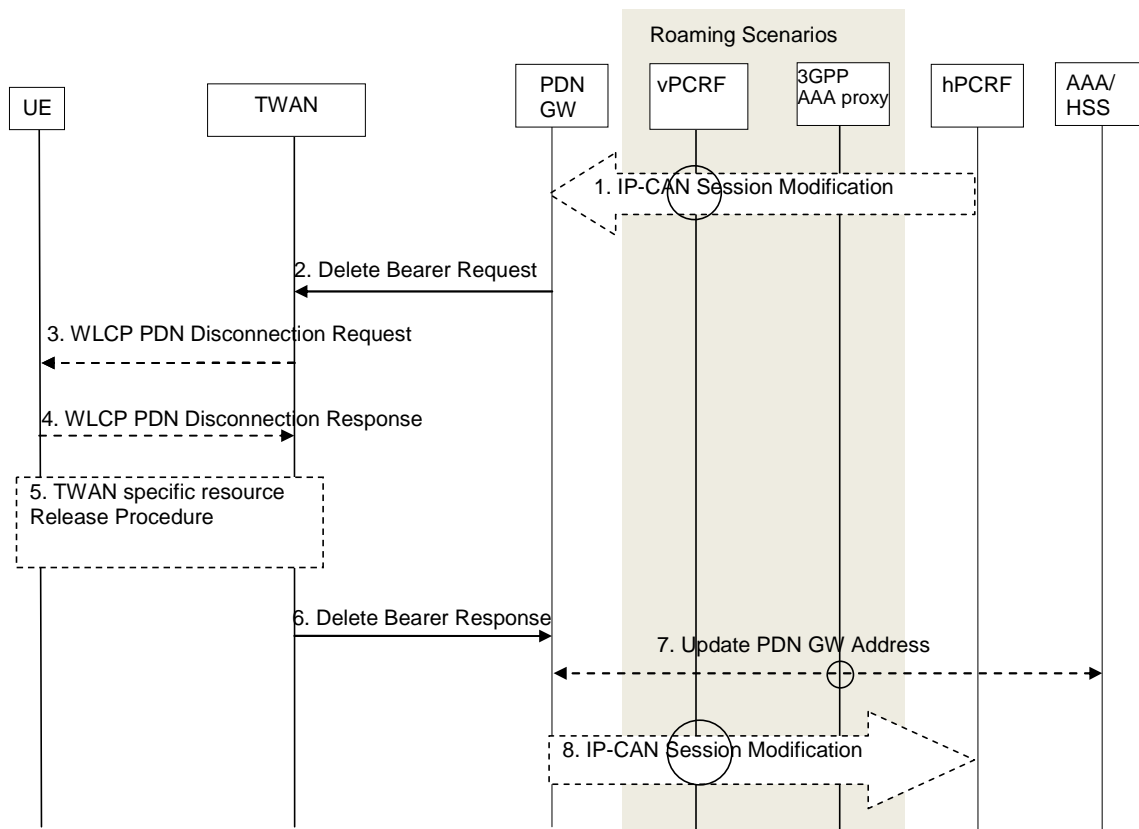 Roaming Scenarios
UE
TWAN
PDN
GW
vPCRF
3GPP
AAA proxy
hPCRF
AAA/
HSS
1. IP-CAN Session Modification
2. Delete Bearer Request
3. WLCP PDN Disconnection Request
4. WLCP PDN Disconnection Response
5. TWAN specific resource
Release Procedure
6. Delete Bearer Response
7. Update PDN GW Address
8. IP-CAN Session Modification